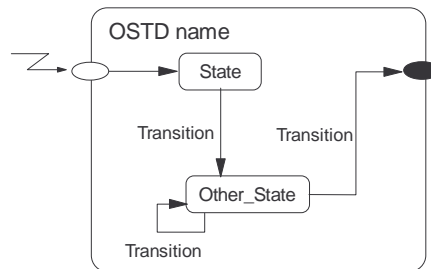 OSTD name
State
Transition
Transition
Other_State
Transition